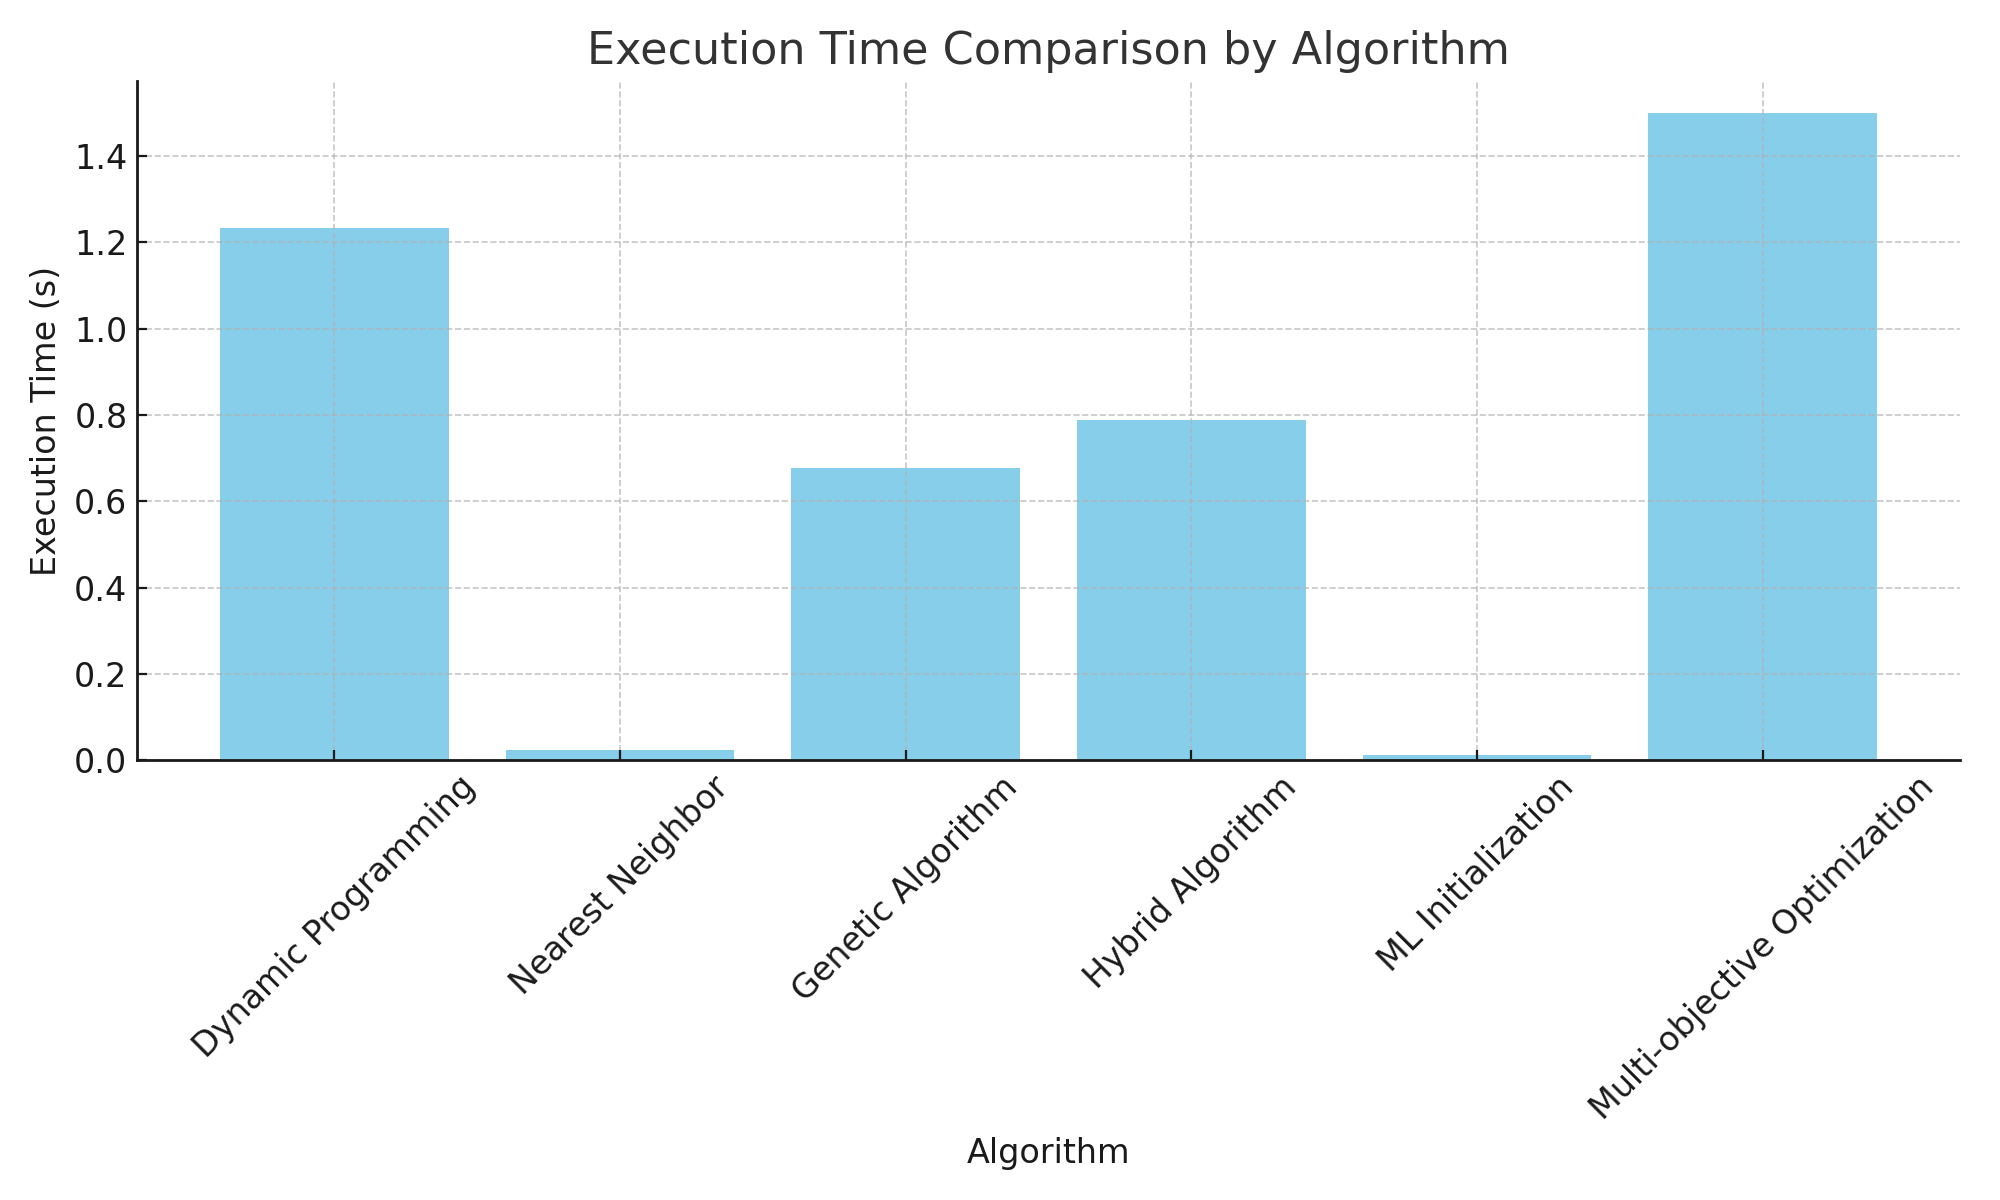 Execution Time Comparison by Algorithm
Execution Time (s)
1.4
1.2
1.0
0.8
0.6
0.4
0.2
0.0
Dynamic Programming
Nearest Neighbor
Genetic Algorithm
Hybrid Algorithm
ML Initialization
Multi-objective Optimization
Algorithm